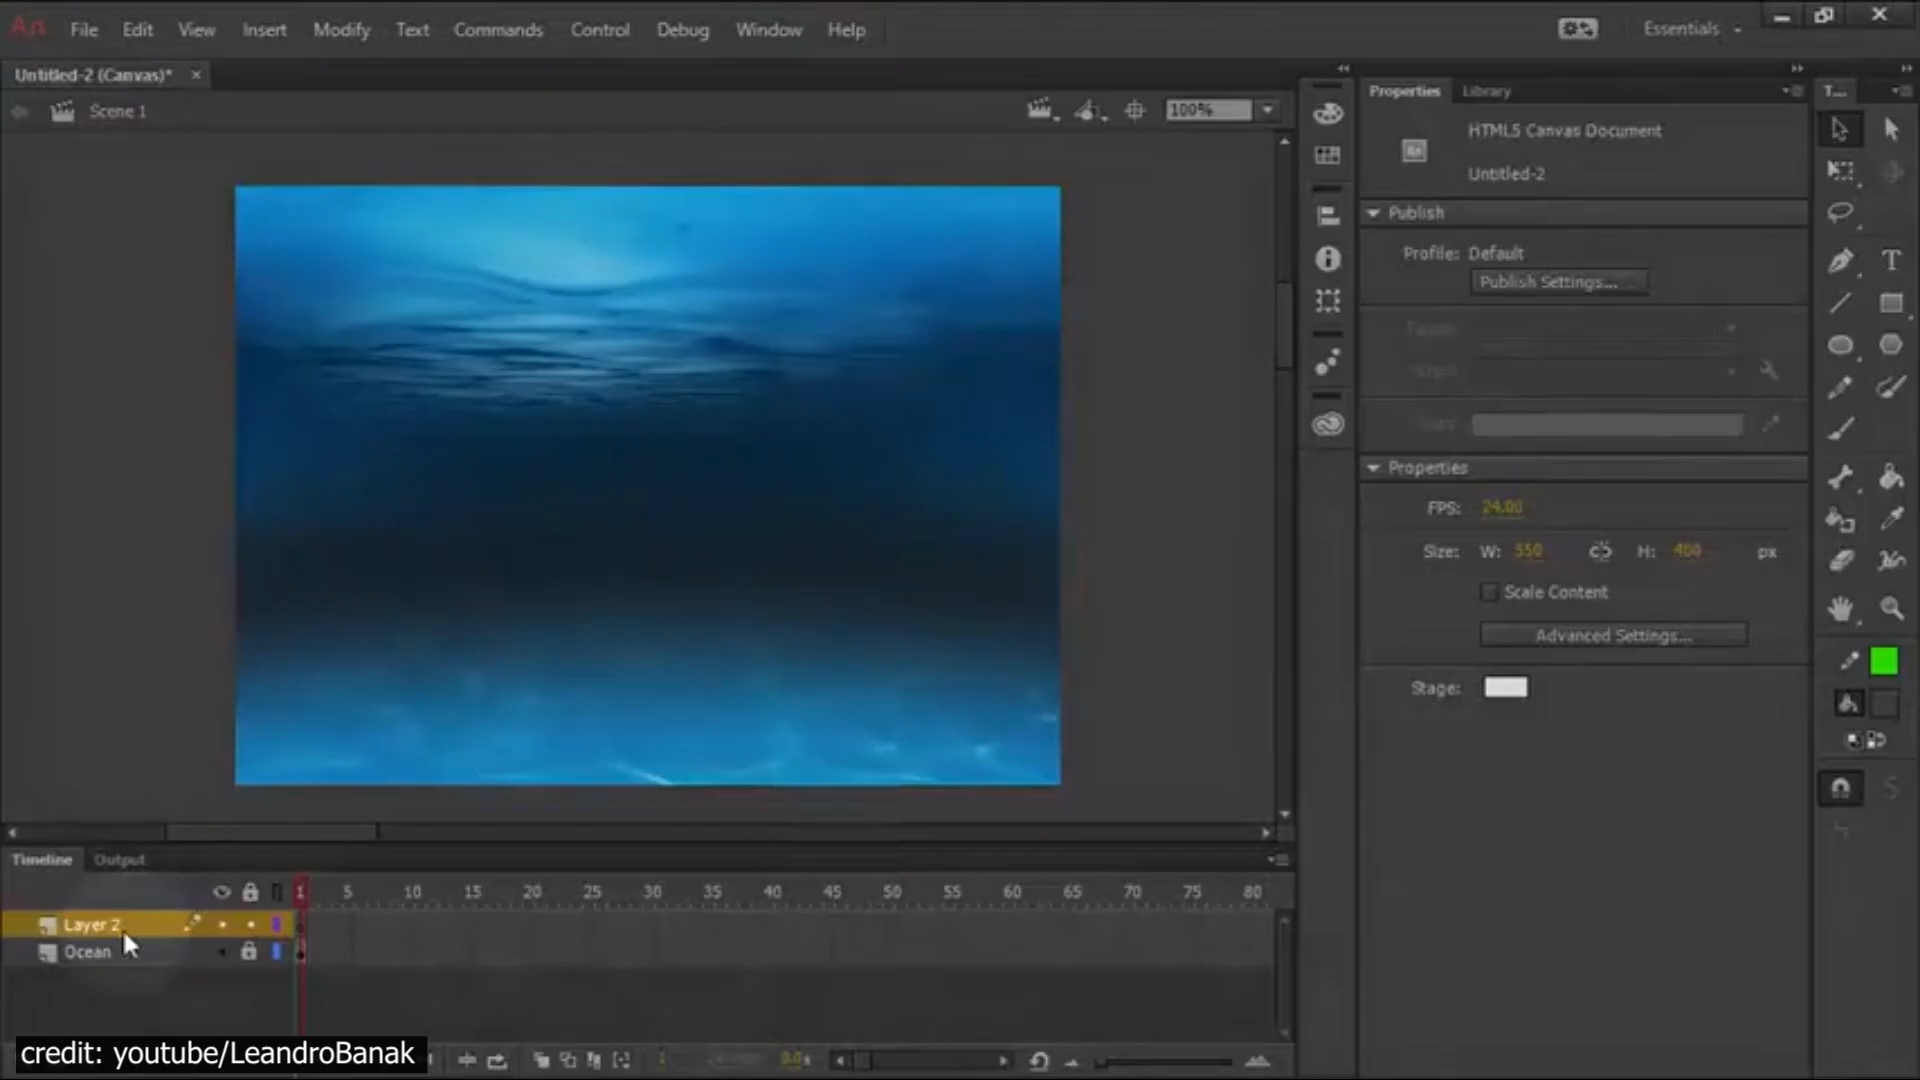 An File Edit View Insert Modify Text Commands Control Debug Window Help Essentials
Untitled-2 (Canvas)* ×
Scene 1
100%
Properties Library
T...
HTML5 Canvas Document
Untitled-2
Publish
Profile: Default
Publish Settings...
Properties
FPS: 24.00
Size: W: 550 H: 400 px
Scale Content
Advanced Settings...
Stage:
Timeline Output
1 5 10 15 20 25 30 35 40 45 50 55 60 65 70 75 80
Layer 2
Ocean
1 0.0s
credit: youtube/LeandroBanak